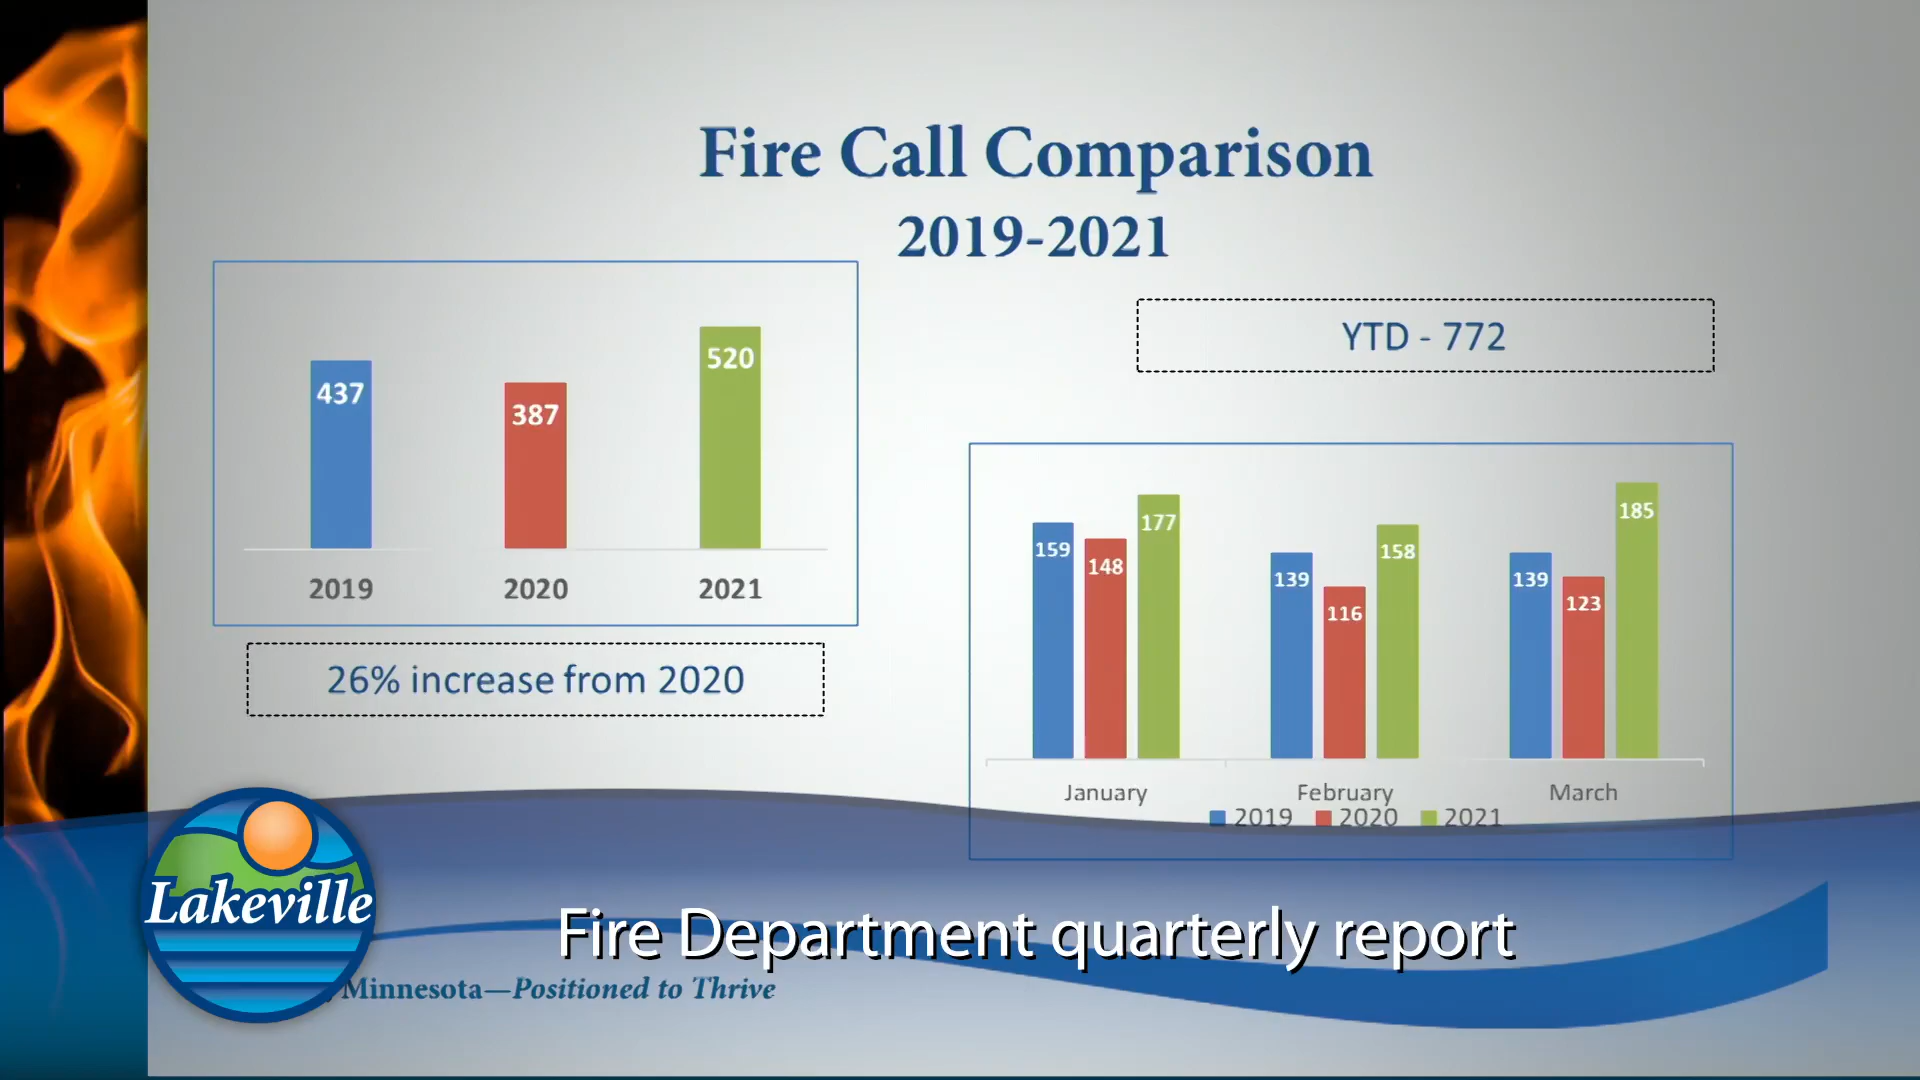 Fire Call Comparison
2019-2021
437
387
520
2019
2020
2021
26% increase from 2020
YTD - 772
159
148
177
139
116
158
139
123
185
January
February
March
2019
2020
2021
Lakeville
Fire Department quarterly report
, Minnesota—Positioned to Thrive